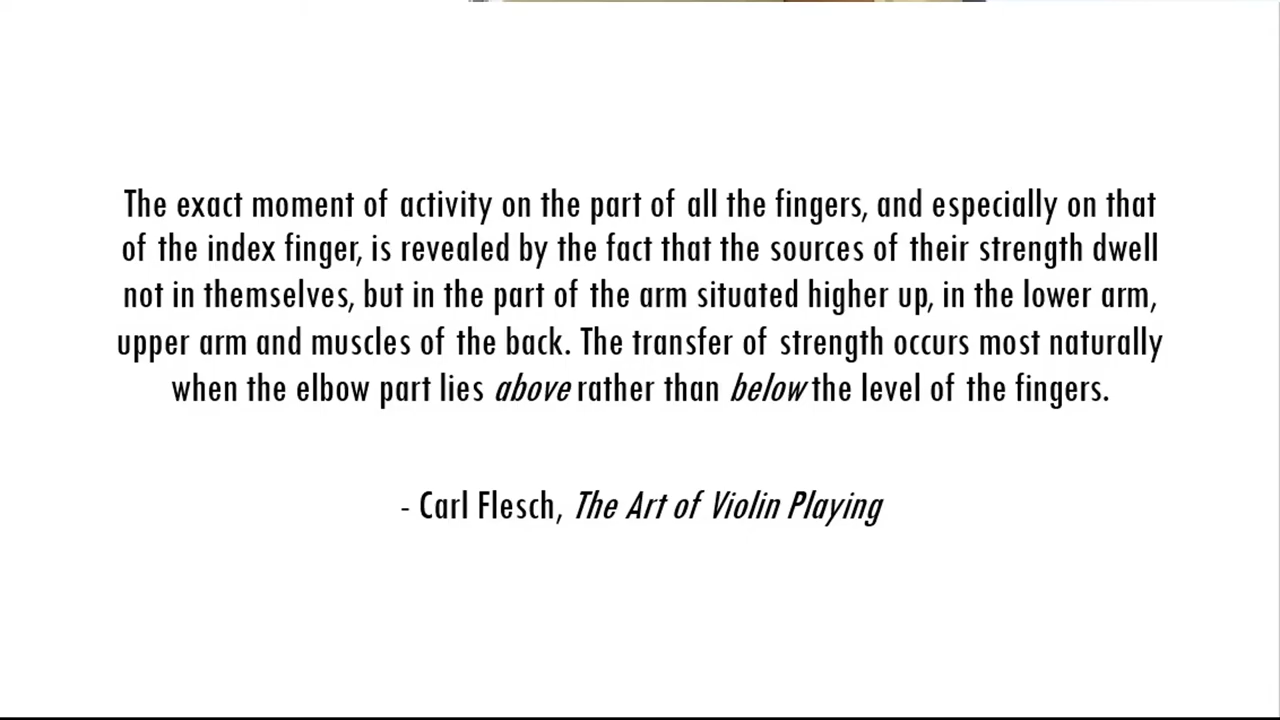 The exact moment of activity on the part of all the fingers, and especially on that
of the index finger, is revealed by the fact that the sources of their strength dwell
not in themselves, but in the part of the arm situated higher up, in the lower arm,
upper arm and muscles of the back. The transfer of strength occurs most naturally
when the elbow part lies above rather than below the level of the fingers.
- Carl Flesch, The Art of Violin Playing